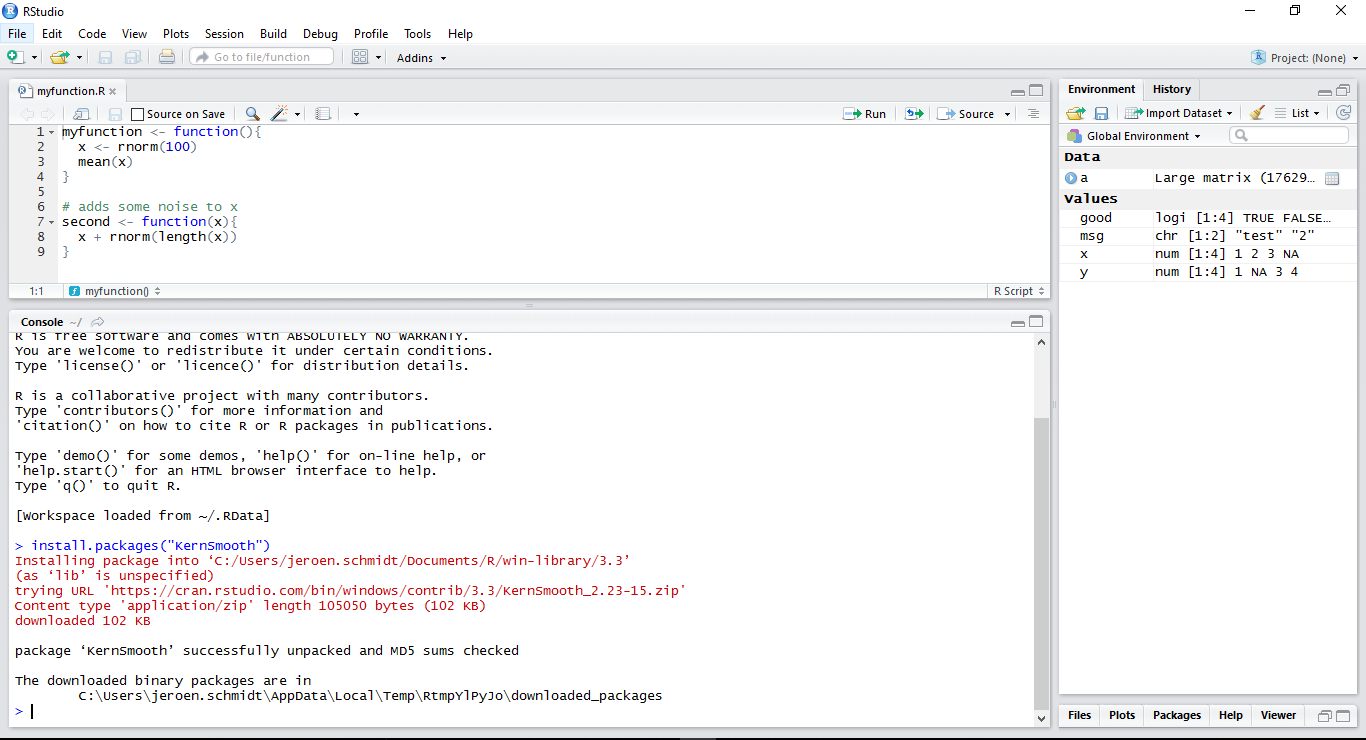 RStudio
File Edit Code View Plots Session Build Debug Profile Tools Help
Go to file/function Addins Project: (None)
myfunction.R
Source on Save Run Source
1 myfunction <- function(){
2 x <- rnorm(100)
3 mean(x)
4 }
5
6 # adds some noise to x
7 second <- function(x){
8 x + rnorm(length(x))
9 }
1:1 myfunction() R Script
Console ~/
R is free software and comes with ABSOLUTELY NO WARRANTY.
You are welcome to redistribute it under certain conditions.
Type 'license()' or 'licence()' for distribution details.
R is a collaborative project with many contributors.
Type 'contributors()' for more information and
'citation()' on how to cite R or R packages in publications.
Type 'demo()' for some demos, 'help()' for on-line help, or
'help.start()' for an HTML browser interface to help.
Type 'q()' to quit R.
[Workspace loaded from ~/.RData]
> install.packages("KernSmooth")
Installing package into ‘C:/Users/jeroen.schmidt/Documents/R/win-library/3.3’
(as ‘lib’ is unspecified)
trying URL 'https://cran.rstudio.com/bin/windows/contrib/3.3/KernSmooth_2.23-15.zip'
Content type 'application/zip' length 105050 bytes (102 KB)
downloaded 102 KB
package ‘KernSmooth’ successfully unpacked and MD5 sums checked
The downloaded binary packages are in
C:\Users\jeroen.schmidt\AppData\Local\Temp\RtmpYlPyJo\downloaded_packages
>
Environment History
Import Dataset List
Global Environment
Data
a Large matrix (17629…
Values
good logi [1:4] TRUE FALSE…
msg chr [1:2] "test" "2"
x num [1:4] 1 2 3 NA
y num [1:4] 1 NA 3 4
Files Plots Packages Help Viewer